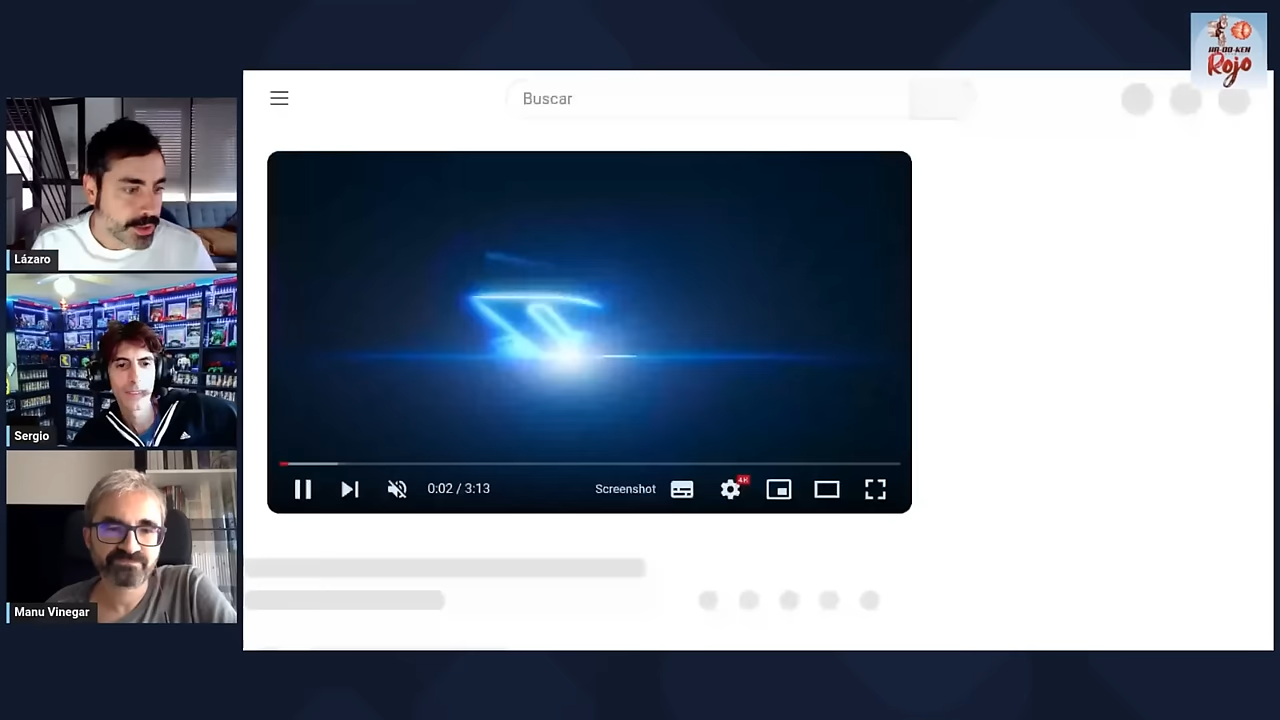 HA-DO-KEN
Rojo
Buscar
Lázaro
Sergio
Manu Vinegar
0:02 / 3:13
Screenshot
4K